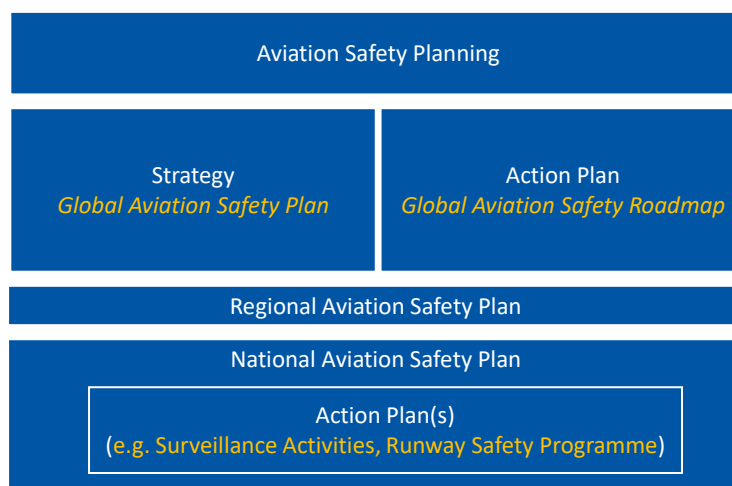 Aviation Safety Planning
Strategy
Global Aviation Safety Plan
Action Plan
Global Aviation Safety Roadmap
Regional Aviation Safety Plan
National Aviation Safety Plan
Action Plan(s)
(e.g. Surveillance Activities, Runway Safety Programme)